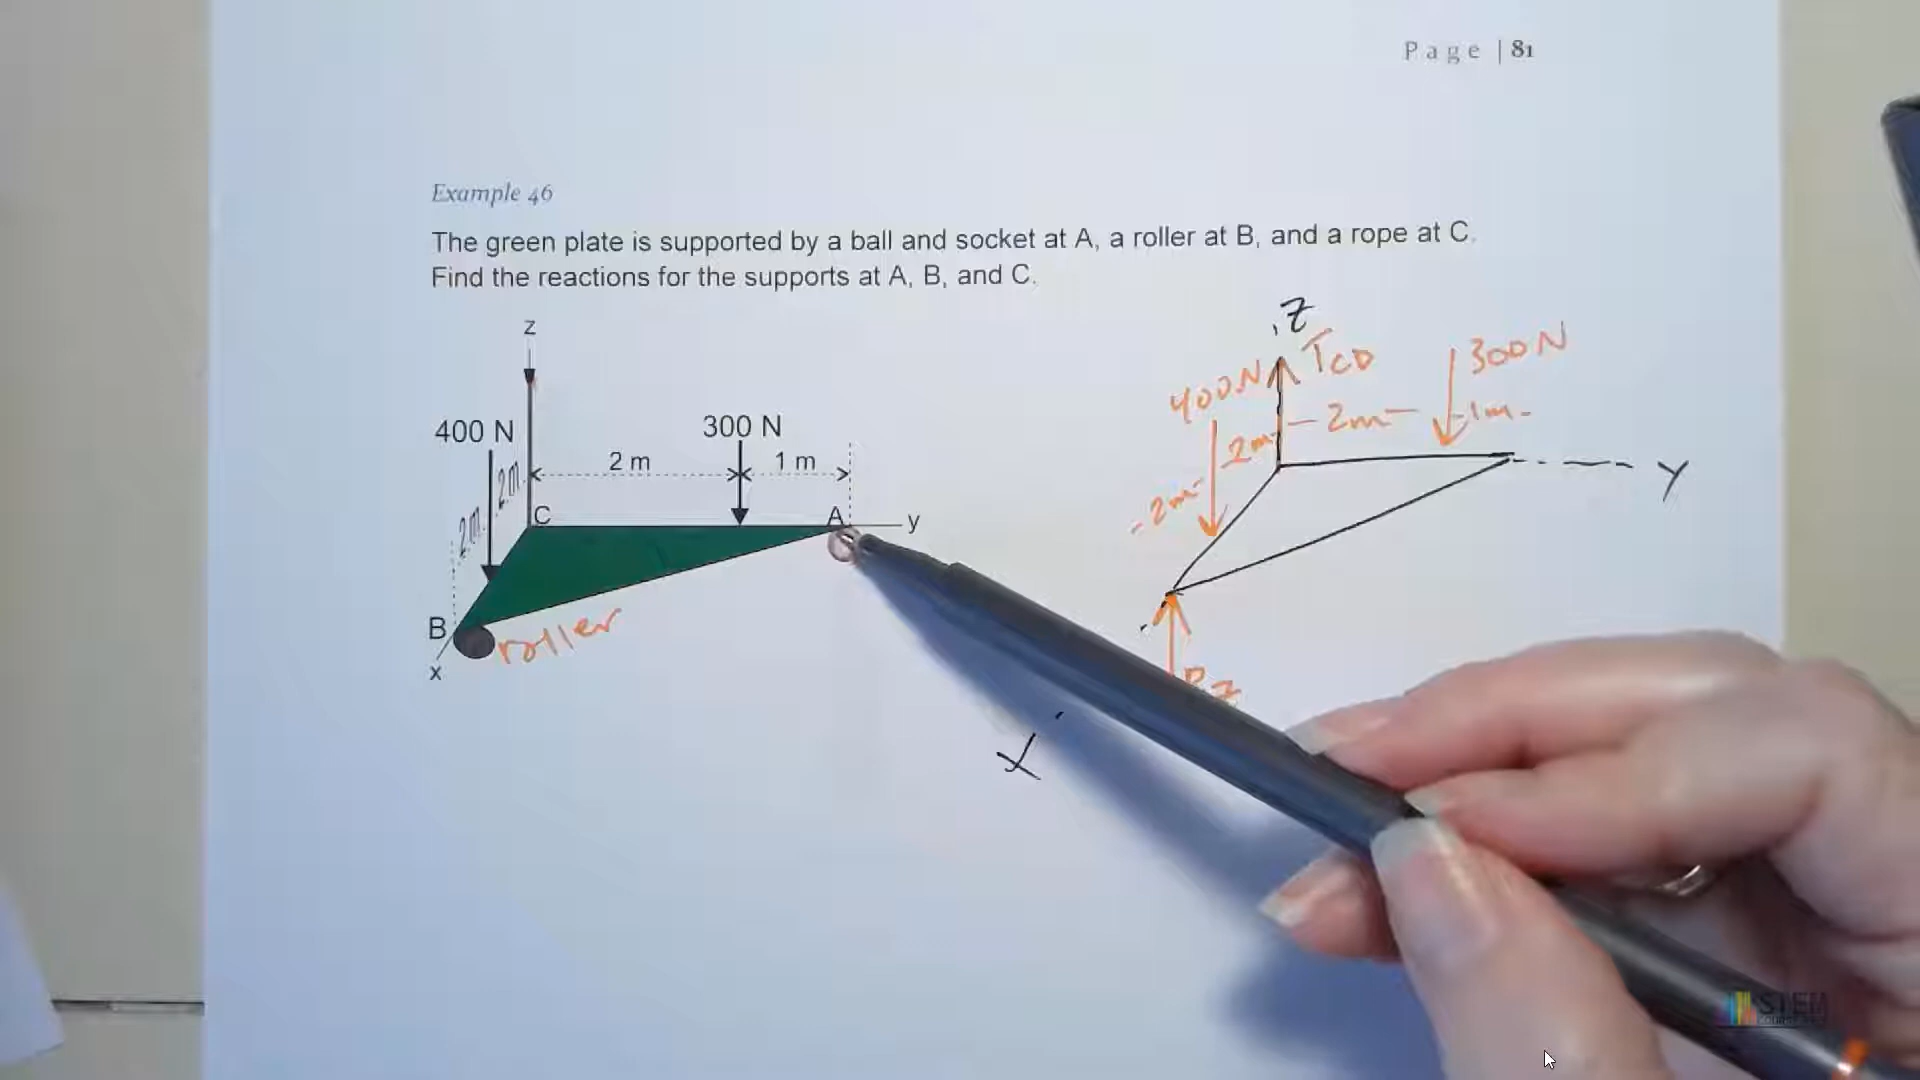 Page | 81
Example 46
The green plate is supported by a ball and socket at A, a roller at B, and a rope at C.
Find the reactions for the supports at A, B, and C.
z
400 N
300 N
2 m
1 m
2m.
2m.
C
A
y
B
roller
x
Z
TCD
300N
400N
-2m-
-1m-
2m-
-2m-
Y
X
STEM